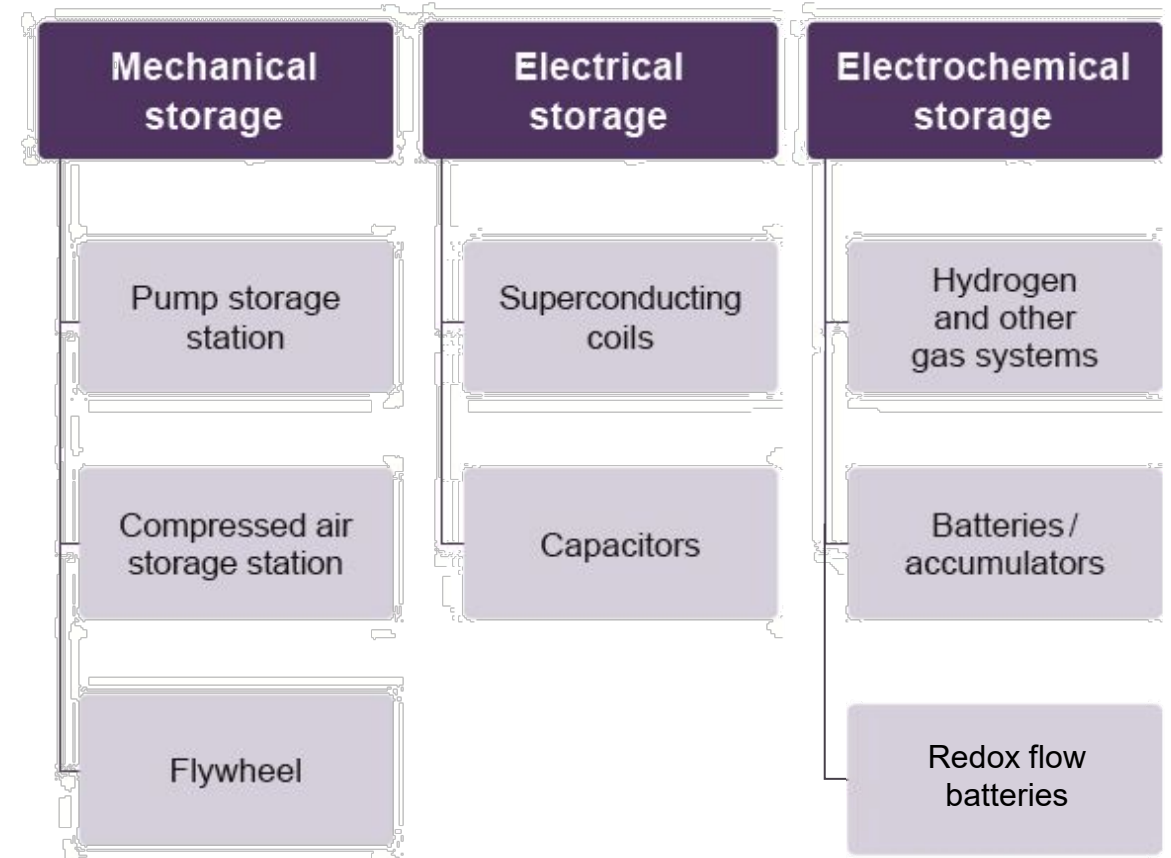 Mechanical
storage
Pump storage
station
Compressed air
storage station
Flywheel
Electrical
storage
Superconducting
coils
Capacitors
Electrochemical
storage
Hydrogen
and other
gas systems
Batteries/
accumulators
Redox flow
batteries